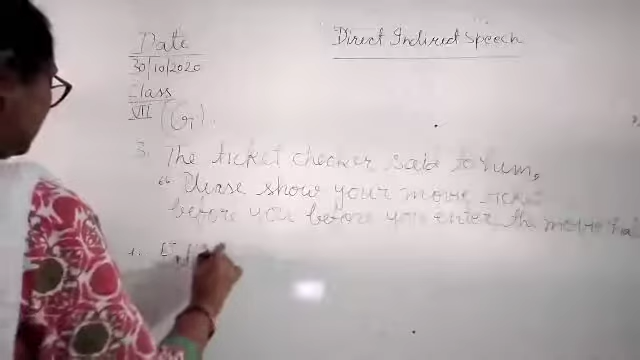 Date
Direct Indirect Speech
30/10/2020
Class
VII (G).
3. The ticket checker said to him,
"Please show your movie ticket
before you before you enter the movie
1.